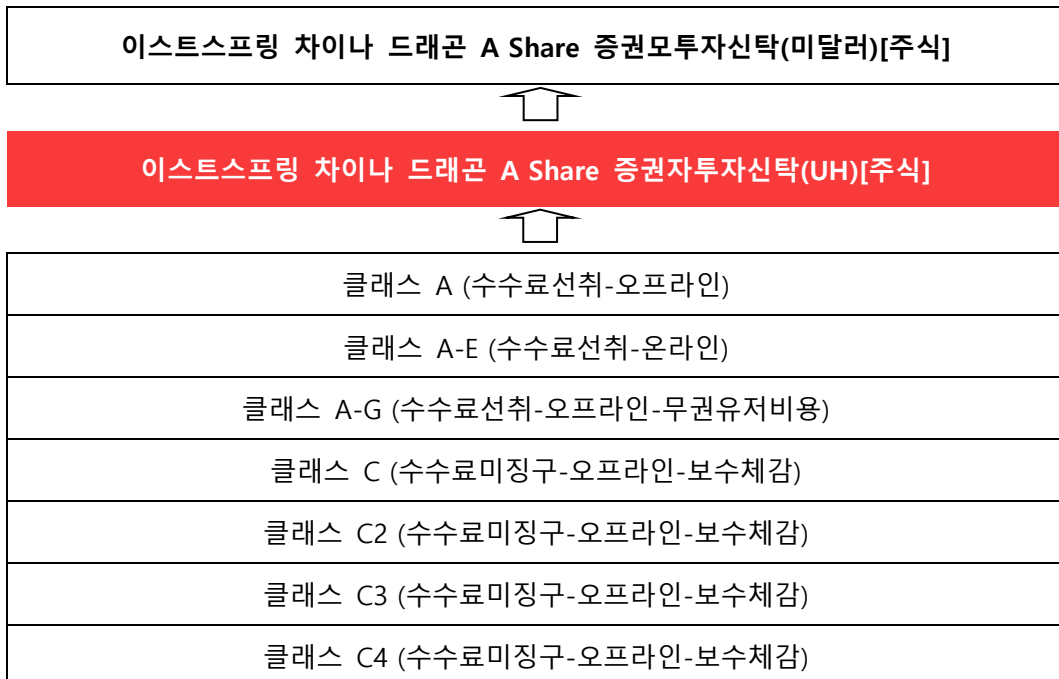 이스트스프링 차이나 드래곤 A Share 증권모투자신탁(미달러)[주식]
이스트스프링 차이나 드래곤 A Share 증권자투자신탁(UH)[주식]
클래스 A (수수료선취-오프라인)
클래스 A-E (수수료선취-온라인)
클래스 A-G (수수료선취-오프라인-무권유저비용)
클래스 C (수수료미징구-오프라인-보수체감)
클래스 C2 (수수료미징구-오프라인-보수체감)
클래스 C3 (수수료미징구-오프라인-보수체감)
클래스 C4 (수수료미징구-오프라인-보수체감)